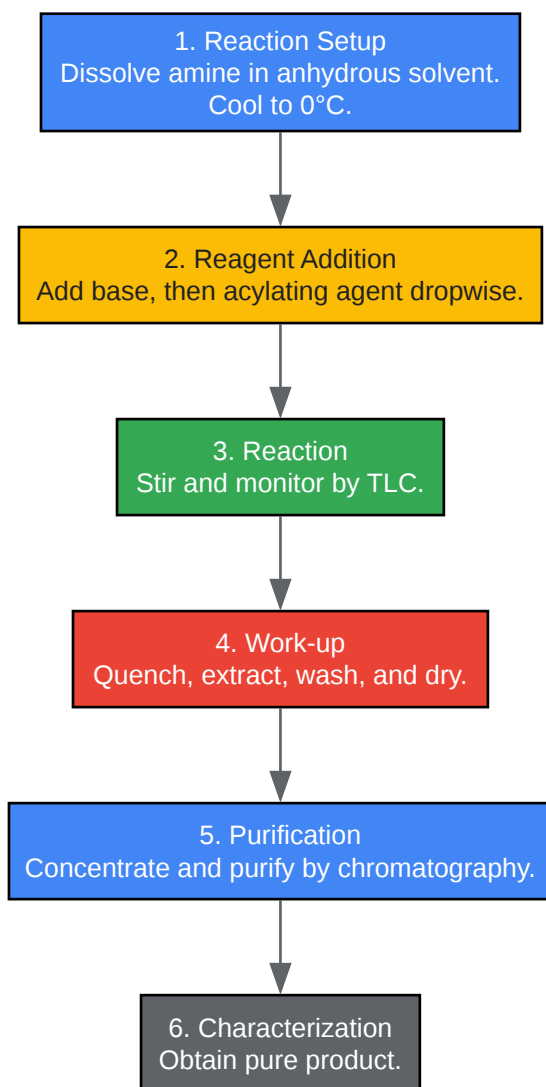 1. Reaction Setup
Dissolve amine in anhydrous solvent.
Cool to 0°C.
2. Reagent Addition
Add base, then acylating agent dropwise.
3. Reaction
Stir and monitor by TLC.
4. Work-up
Quench, extract, wash, and dry.
5. Purification
Concentrate and purify by chromatography.
6. Characterization
Obtain pure product.